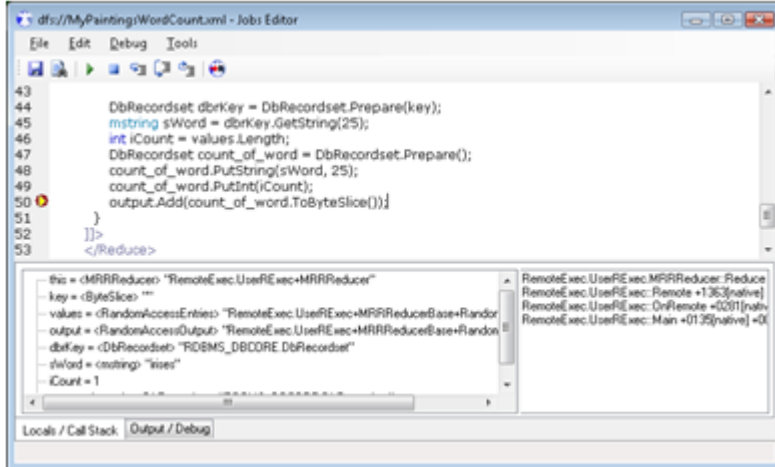 dfs://MyPaintingsWordCount.xml - Jobs Editor
File Edit Debug Tools
43
44 DbRecordset dbrKey = DbRecordset.Prepare(key);
45 mstring sWord = dbrKey.GetString(25);
46 int iCount = values.Length;
47 DbRecordset count_of_word = DbRecordset.Prepare();
48 count_of_word.PutString(sWord, 25);
49 count_of_word.PutInt(iCount);
50 output.Add(count_of_word.ToByteSlice());
51 }
52 ]]>
53 </Reduce>
this = <MRRReducer> "RemoteExec.UserRExec+MRRReducer"
key = <ByteSlice> ""
values = <RandomAccessEntries> "RemoteExec.UserRExec+MRRReducerBase+Randor
output = <RandomAccessOutput> "RemoteExec.UserRExec+MRRReducerBase+Randor
dbrKey = <DbRecordset> "RDBMS_DBCORE.DbRecordset"
sWord = <mstring> "irises"
iCount = 1
RemoteExec.UserRExec.MRRReducer::Reduce
RemoteExec.UserRExec::Remote +1363[native]
RemoteExec.UserRExec::OnRemote +0281[nativ
RemoteExec.UserRExec::Main +0135[native] +00
Locals / Call Stack Output / Debug